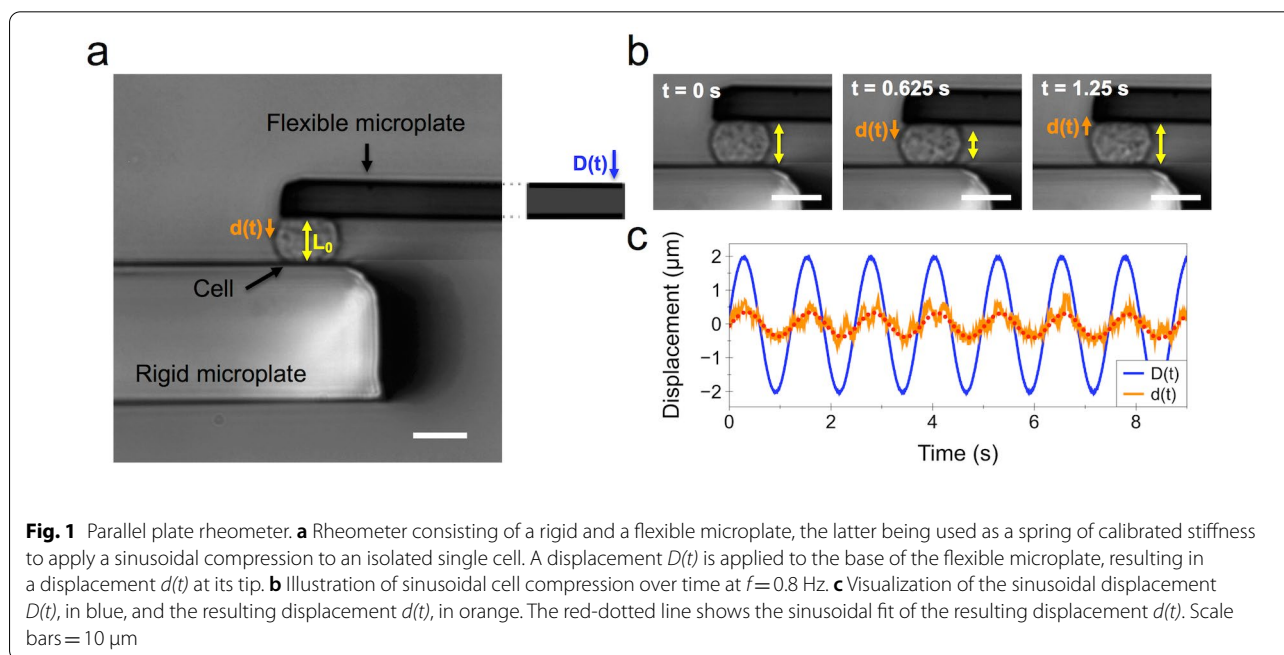 a
Flexible microplate
D(t)
d(t)
L₀
Cell
Rigid microplate
b
t = 0 s
t = 0.625 s
t = 1.25 s
d(t)
d(t)
c
Displacement (μm)
2
1
0
−1
−2
0
2
4
6
8
Time (s)
D(t)
d(t)
Fig. 1 Parallel plate rheometer. a Rheometer consisting of a rigid and a flexible microplate, the latter being used as a spring of calibrated stiffness
to apply a sinusoidal compression to an isolated single cell. A displacement D(t) is applied to the base of the flexible microplate, resulting in
a displacement d(t) at its tip. b Illustration of sinusoidal cell compression over time at f = 0.8 Hz. c Visualization of the sinusoidal displacement
D(t), in blue, and the resulting displacement d(t), in orange. The red-dotted line shows the sinusoidal fit of the resulting displacement d(t). Scale
bars = 10 μm